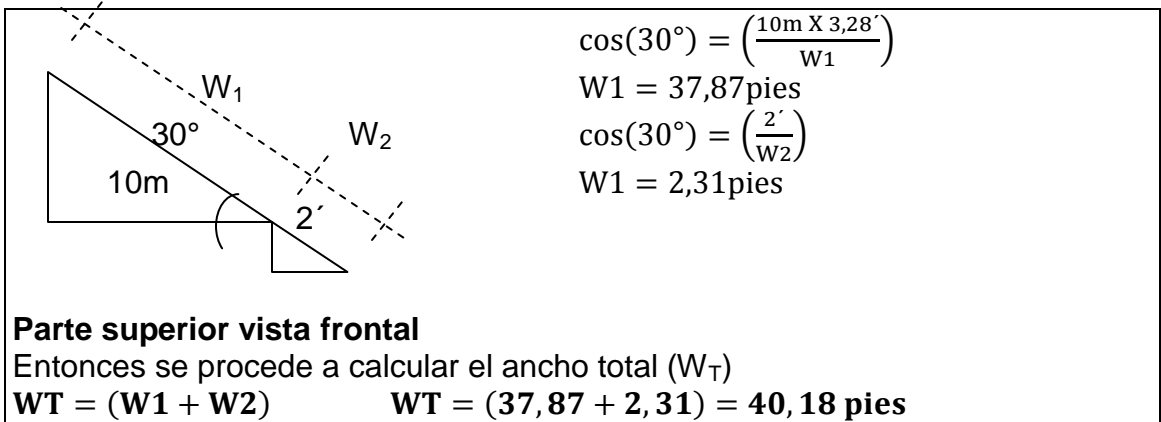 cos(30°) = (10m X 3,28´ / W1)
W1 = 37,87pies
cos(30°) = (2´ / W2)
W1 = 2,31pies
W₁
30°
W₂
10m
2´
Parte superior vista frontal
Entonces se procede a calcular el ancho total (W_T)
WT = (W1 + W2) WT = (37, 87 + 2, 31) = 40, 18 pies